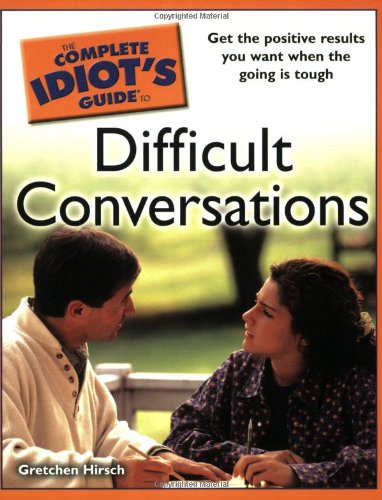 Copyrighted Material
THE
COMPLETE
IDIOT'S
GUIDE® TO
Get the positive results
you want when the
going is tough
Difficult
Conversations
Gretchen Hirsch
Copyrighted Material